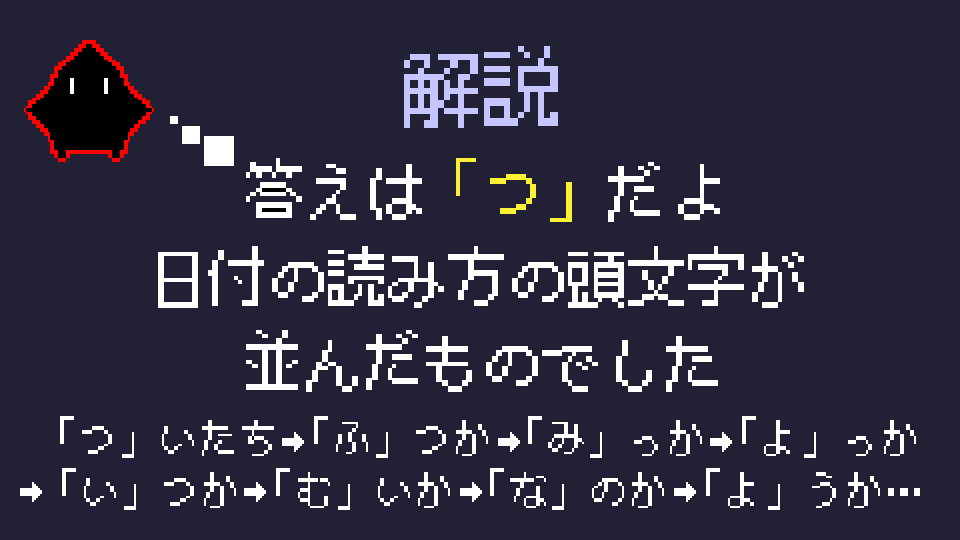 解説
答えは「つ」だよ
日付の読み方の頭文字が
並んだものでした
「つ」いたち➡「ふ」つか➡「み」っか➡「よ」っか
➡「い」つか➡「む」いか➡「な」のか➡「よ」うか…